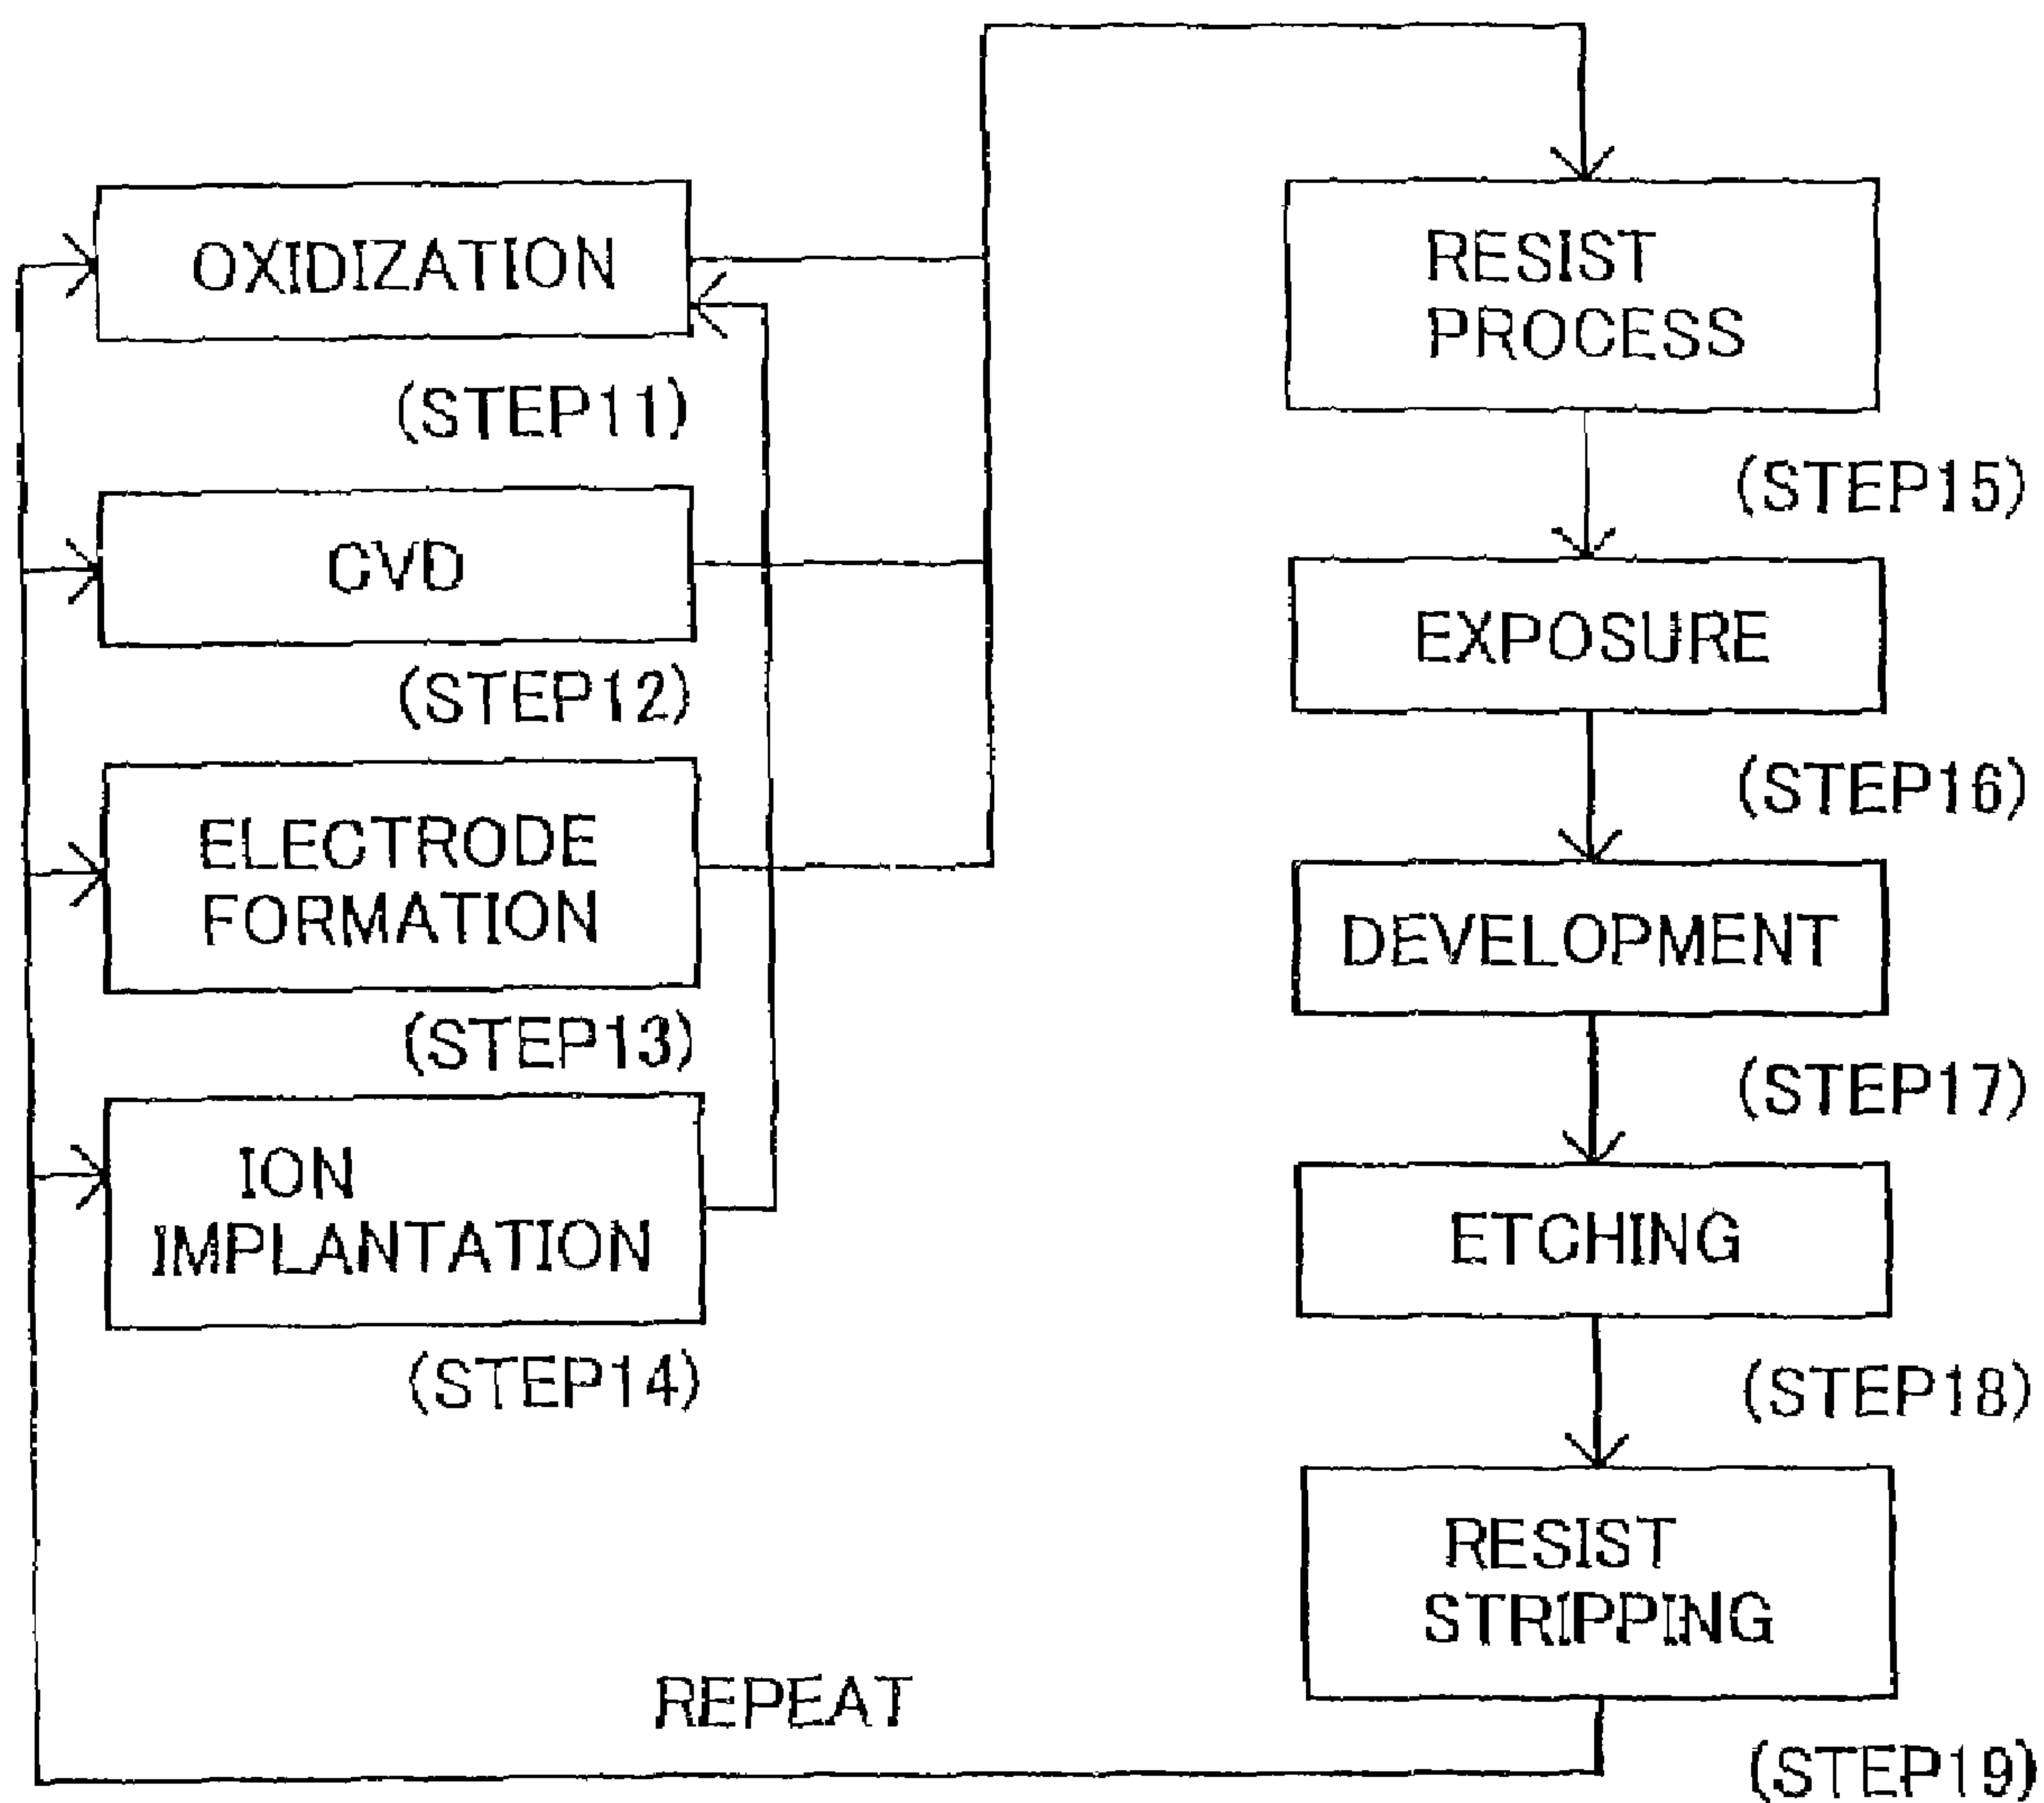 OXIDIZATION
(STEP11)
CVD
(STEP12)
ELECTRODE
FORMATION
(STEP13)
ION
IMPLANTATION
(STEP14)
RESIST
PROCESS
(STEP15)
EXPOSURE
(STEP16)
DEVELOPMENT
(STEP17)
ETCHING
(STEP18)
RESIST
STRIPPING
(STEP19)
REPEAT